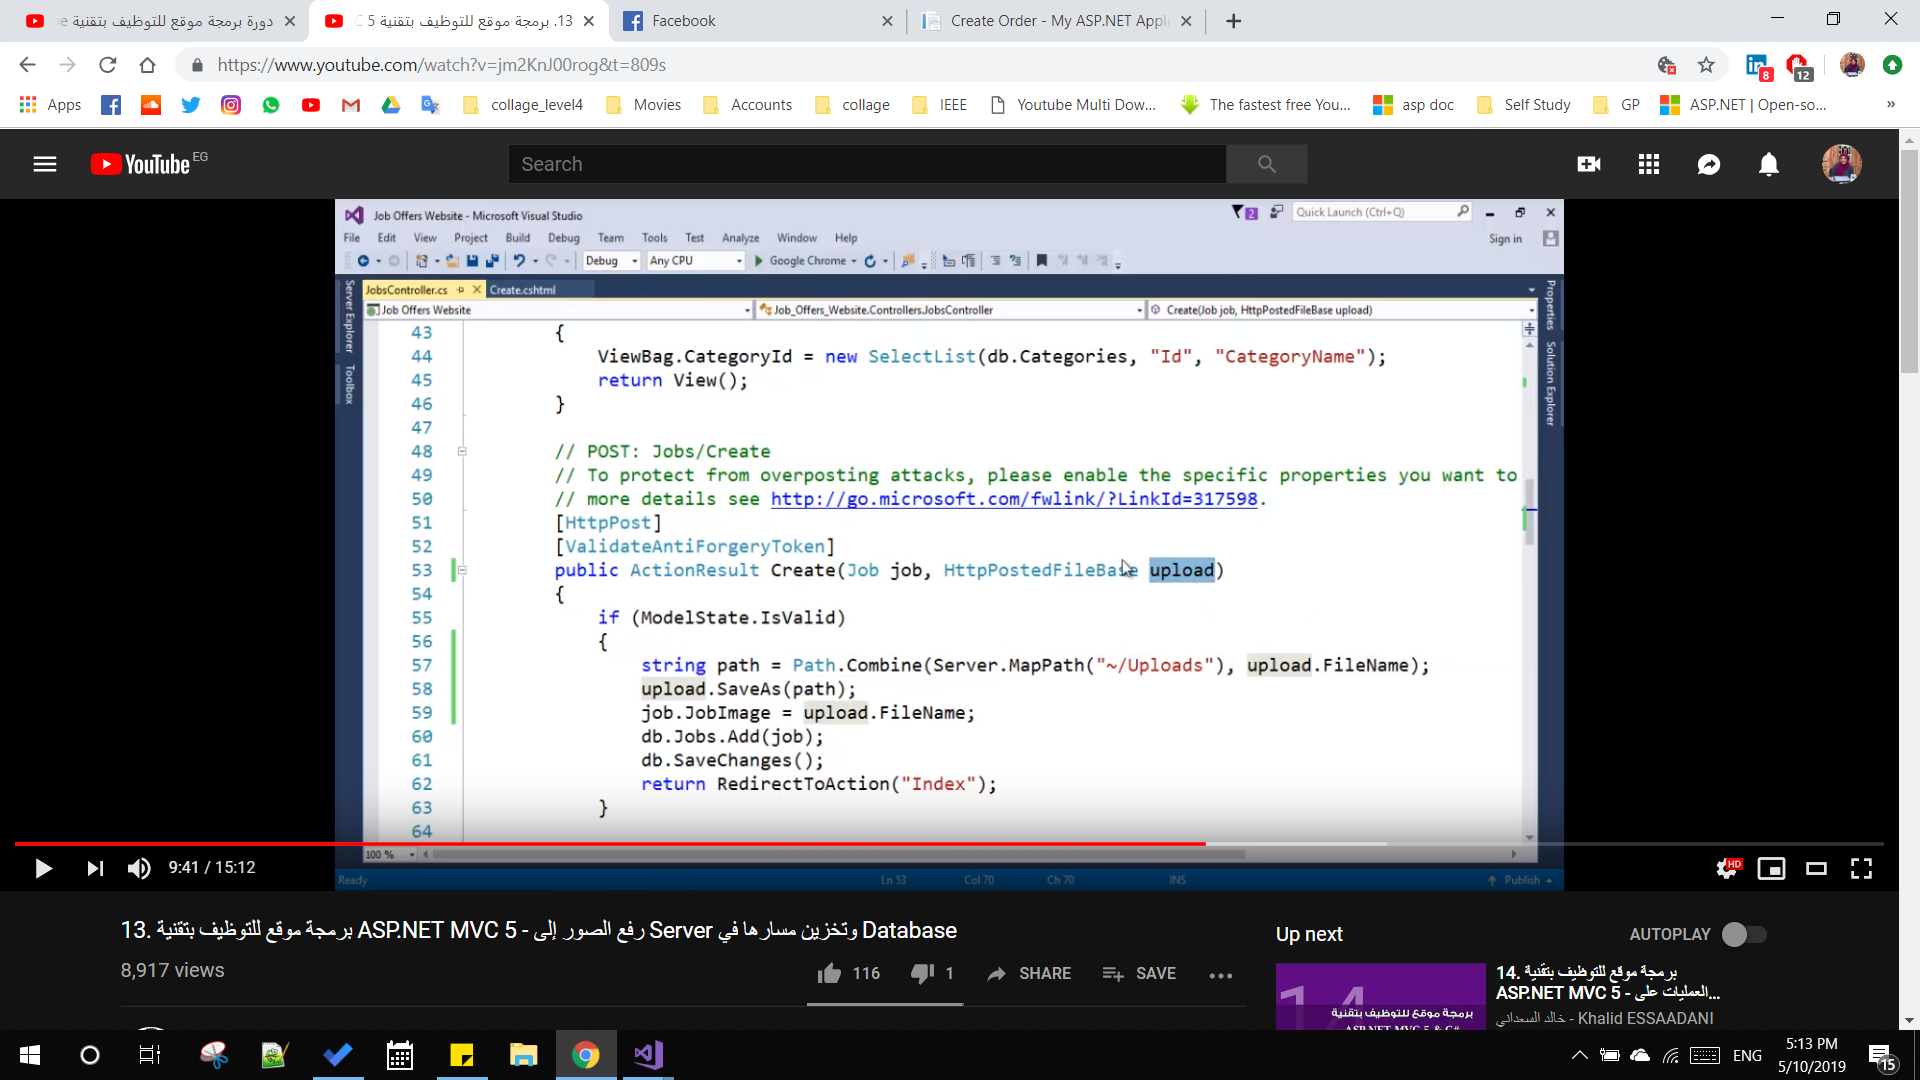 دورة برمجة موقع للتوظيف بتقنية
13. برمجة موقع للتوظيف بتقنية 5
Facebook
Create Order - My ASP.NET Appl
https://www.youtube.com/watch?v=jm2KnJ00rog&t=809s
8
12
Apps
collage_level4
Movies
Accounts
collage
IEEE
Youtube Multi Dow...
The fastest free You...
asp doc
Self Study
GP
ASP.NET | Open-so...
»
YouTube EG
Search
Job Offers Website - Microsoft Visual Studio
2
Quick Launch (Ctrl+Q)
File Edit View Project Build Debug Team Tools Test Analyze Window Help
Sign in
Debug Any CPU Google Chrome
Server Explorer
Toolbox
Properties
Solution Explorer
JobsController.cs Create.cshtml
Job Offers Website Job_Offers_Website.Controllers.JobsController Create(Job job, HttpPostedFileBase upload)
43 {
44 ViewBag.CategoryId = new SelectList(db.Categories, "Id", "CategoryName");
45 return View();
46 }
47
48 // POST: Jobs/Create
49 // To protect from overposting attacks, please enable the specific properties you want to
50 // more details see http://go.microsoft.com/fwlink/?LinkId=317598.
51 [HttpPost]
52 [ValidateAntiForgeryToken]
53 public ActionResult Create(Job job, HttpPostedFileBase upload)
54 {
55 if (ModelState.IsValid)
56 {
57 string path = Path.Combine(Server.MapPath("~/Uploads"), upload.FileName);
58 upload.SaveAs(path);
59 job.JobImage = upload.FileName;
60 db.Jobs.Add(job);
61 db.SaveChanges();
62 return RedirectToAction("Index");
63 }
64
100 %
9:41 / 15:12
HD
Ready Ln 53 Col 70 Ch 70 INS Publish
13. برمجة موقع للتوظيف بتقنية ASP.NET MVC 5 - رفع الصور إلى Server وتخزين مسارها في Database
8,917 views
116
1
SHARE
SAVE
Up next
AUTOPLAY
14
برمجة موقع للتوظيف بتقنية
ASP.NET MVC 5 & C#
14. برمجة موقع للتوظيف بتقنية
ASP.NET MVC 5 - العمليات على...
خالد السعداني - Khalid ESSAADANI
ENG
5:13 PM
5/10/2019
15